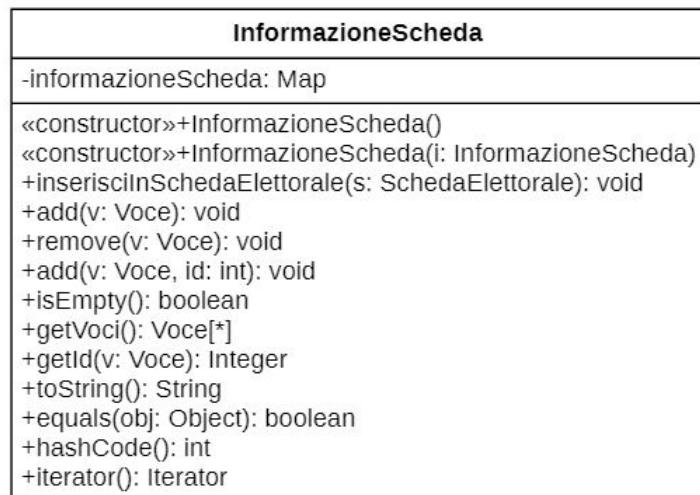 InformazioneScheda
-informazioneScheda: Map
«constructor»+InformazioneScheda()
«constructor»+InformazioneScheda(i: InformazioneScheda)
+inserisciInSchedaElettorale(s: SchedaElettorale): void
+add(v: Voce): void
+remove(v: Voce): void
+add(v: Voce, id: int): void
+isEmpty(): boolean
+getVoci(): Voce[*]
+getId(v: Voce): Integer
+toString(): String
+equals(obj: Object): boolean
+hashCode(): int
+iterator(): Iterator